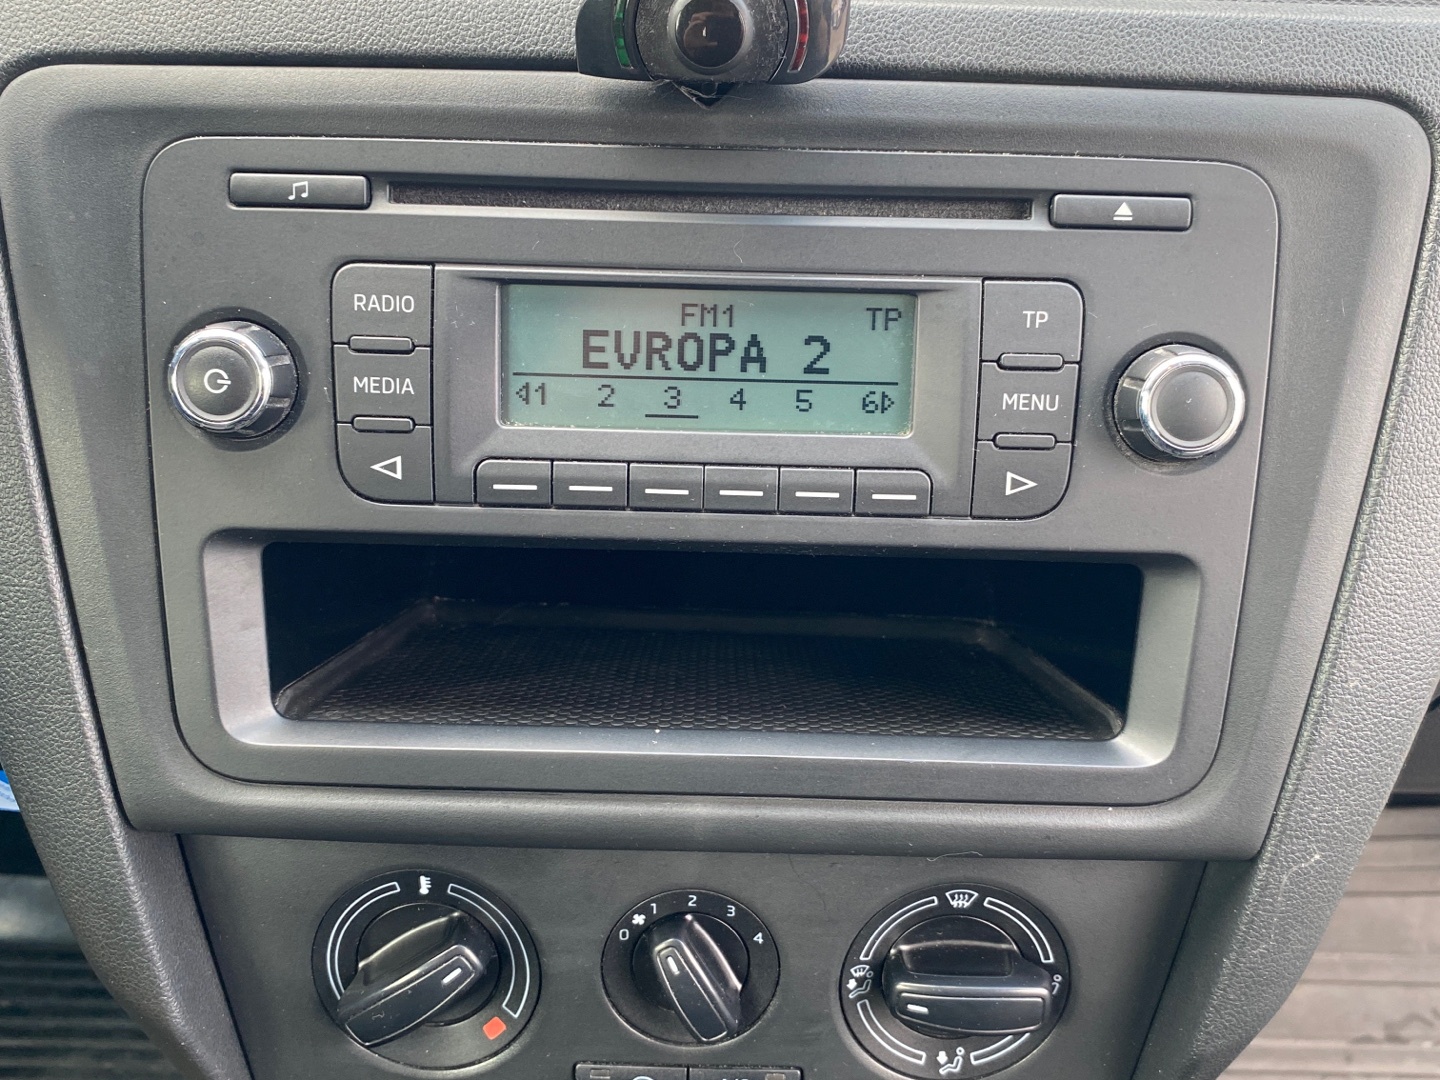 RADIO
FM1 TP
TP
EVROPA 2
MEDIA
1 2 3 4 5 6
MENU
0 1 2 3 4